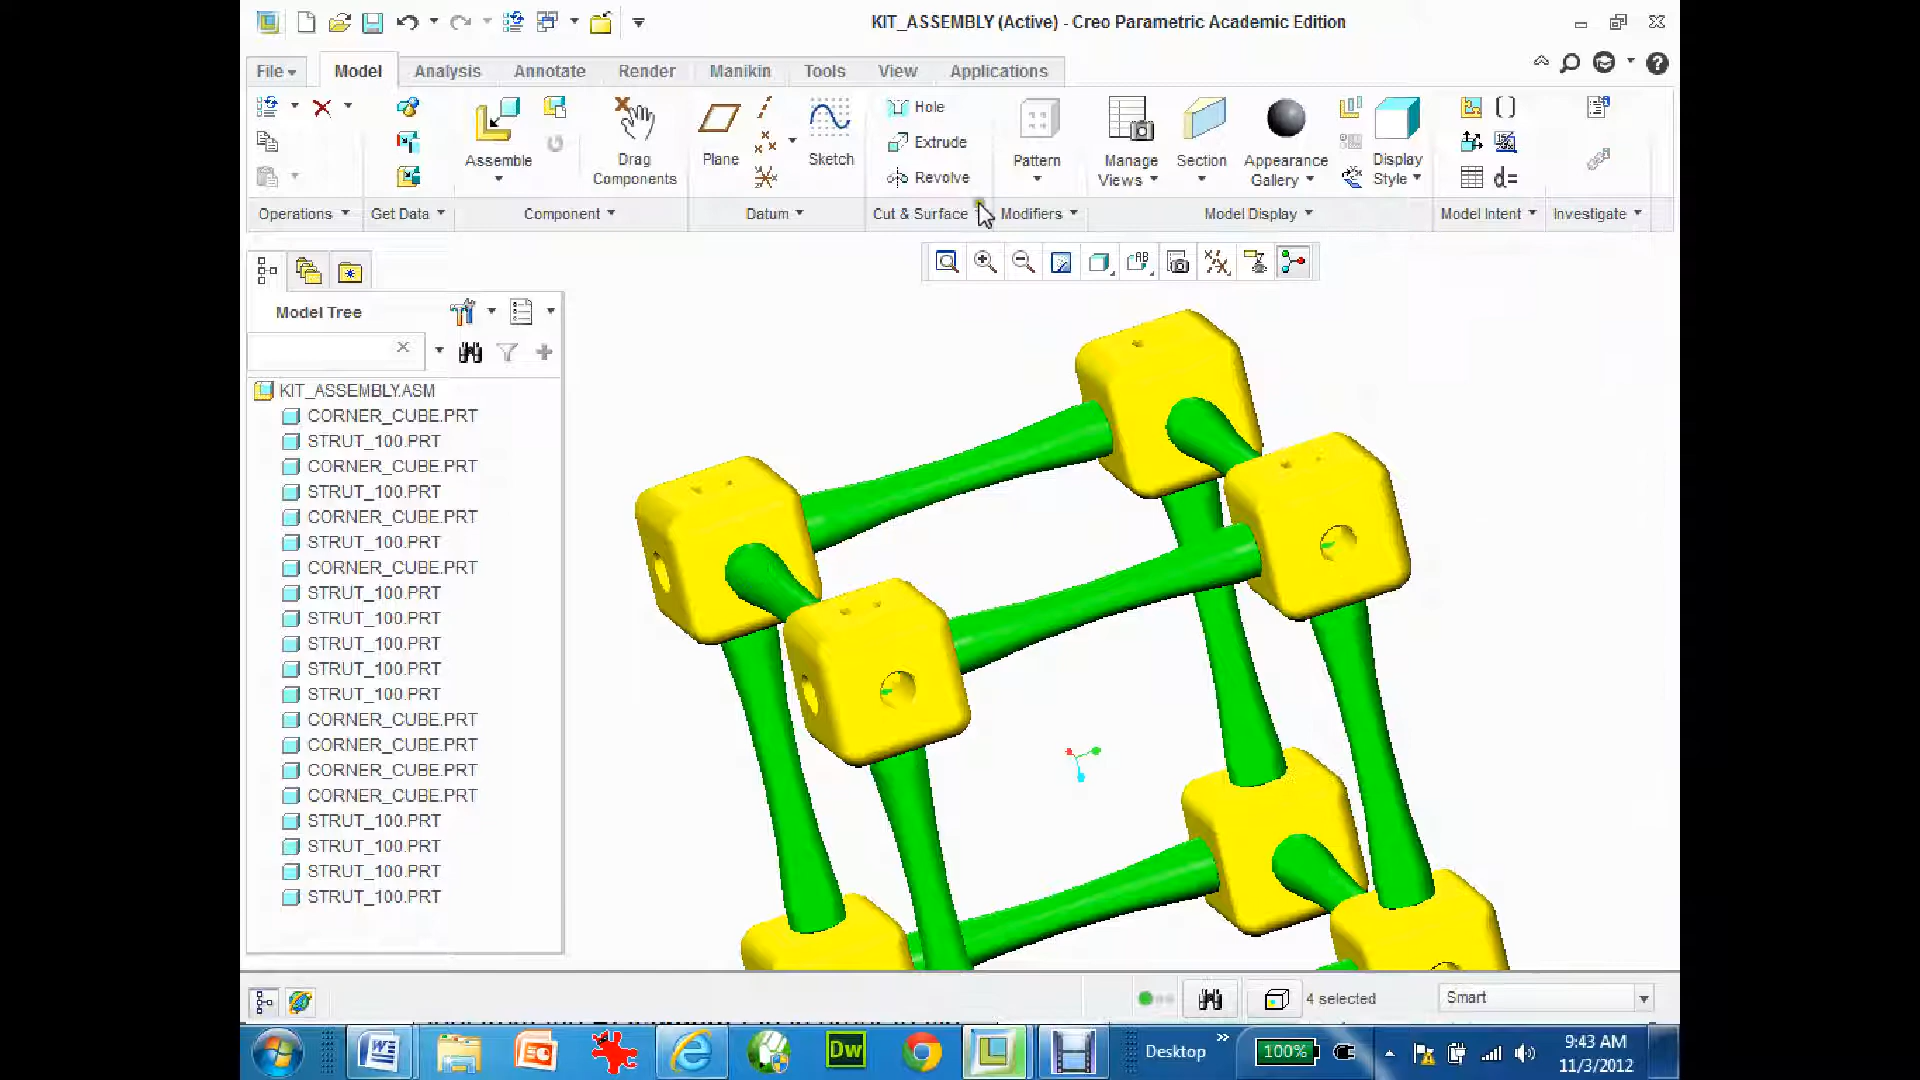 KIT_ASSEMBLY (Active) - Creo Parametric Academic Edition
File Model Analysis Annotate Render Manikin Tools View Applications
Hole
Extrude
Revolve
Assemble
Drag
Components
Plane
Sketch
Pattern
Manage
Views
Section
Appearance
Gallery
Display
Style
d=
Operations Get Data Component Datum Cut & Surface Modifiers Model Display Model Intent Investigate
Model Tree
KIT_ASSEMBLY.ASM
CORNER_CUBE.PRT
STRUT_100.PRT
CORNER_CUBE.PRT
STRUT_100.PRT
CORNER_CUBE.PRT
STRUT_100.PRT
CORNER_CUBE.PRT
STRUT_100.PRT
STRUT_100.PRT
STRUT_100.PRT
STRUT_100.PRT
STRUT_100.PRT
CORNER_CUBE.PRT
CORNER_CUBE.PRT
CORNER_CUBE.PRT
CORNER_CUBE.PRT
STRUT_100.PRT
STRUT_100.PRT
STRUT_100.PRT
STRUT_100.PRT
4 selected
Smart
Dw
Desktop
100%
9:43 AM
11/3/2012